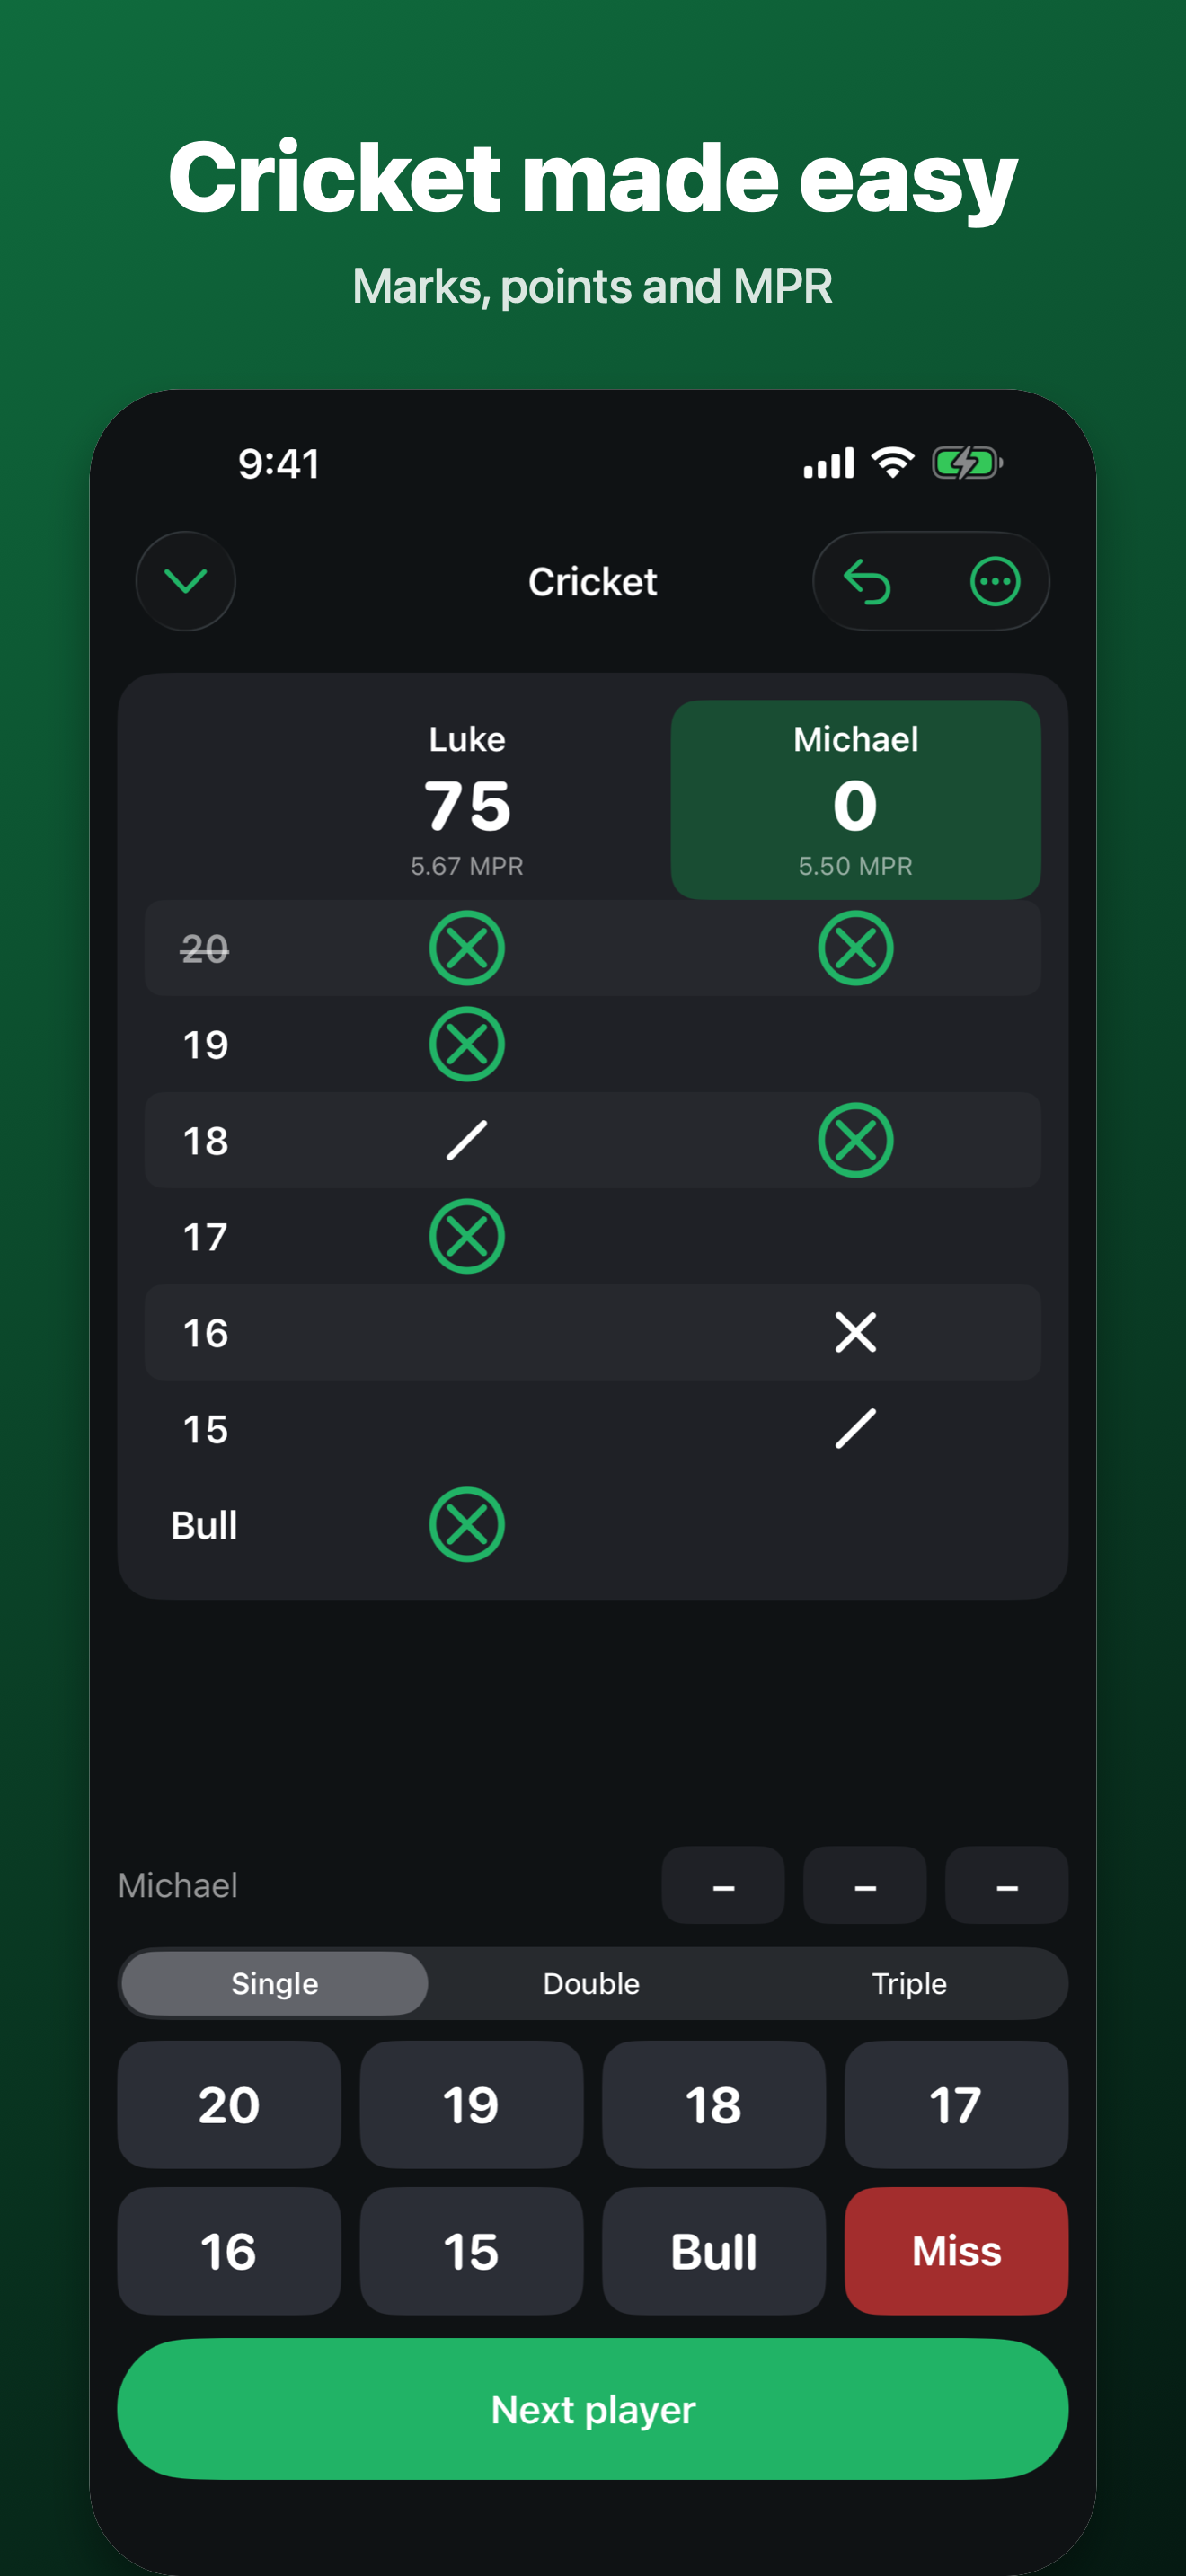 Cricket made easy
Marks, points and MPR
9:41
Cricket
Luke Michael
75 0
5.67 MPR 5.50 MPR
20
19
18
17
16
15
Bull
Michael – – –
Single Double Triple
20 19 18 17
16 15 Bull Miss
Next player